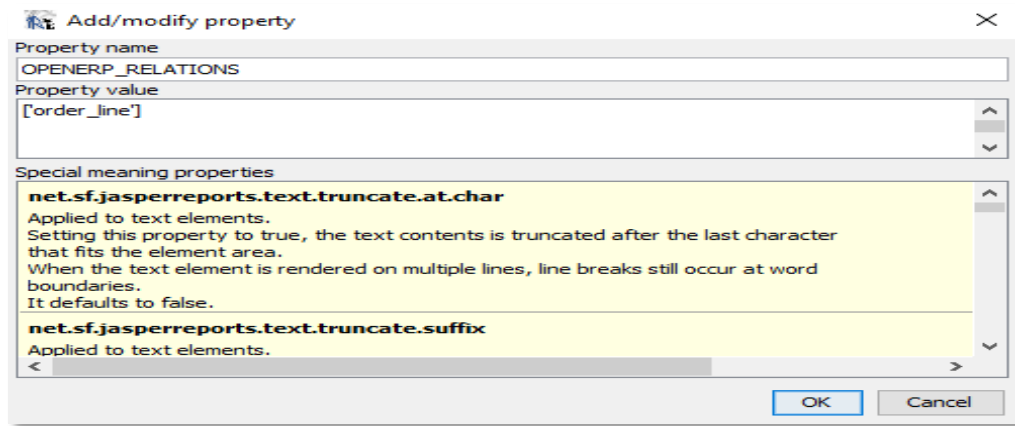 Add/modify property
Property name
OPENERP_RELATIONS
Property value
['order_line']
Special meaning properties
net.sf.jasperreports.text.truncate.at.char
Applied to text elements.
Setting this property to true, the text contents is truncated after the last character
that fits the element area.
When the text element is rendered on multiple lines, line breaks still occur at word
boundaries.
It defaults to false.
net.sf.jasperreports.text.truncate.suffix
Applied to text elements.
OK Cancel